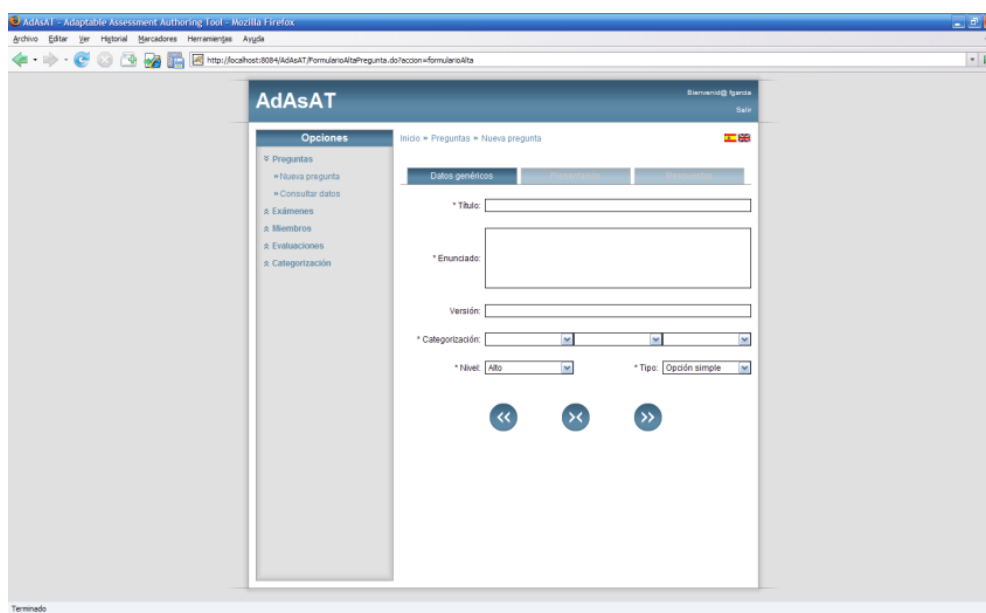 AdAsAT - Adaptable Assessment Authoring Tool - Mozilla Firefox
Archivo Editar Ver Historial Marcadores Herramientas Ayuda
http://localhost:8084/AdAsAT/FormularioAltaPregunta.do?accion=formularioAlta
AdAsAT
Bienvenid@ fgarcia
Salir
Opciones
Inicio » Preguntas » Nueva pregunta
Preguntas
» Nueva pregunta
» Consultar datos
Exámenes
Miembros
Evaluaciones
Categorización
Datos genéricos
* Título:
* Enunciado:
Versión:
* Categorización:
* Nivel: Alto
* Tipo: Opción simple
Terminado